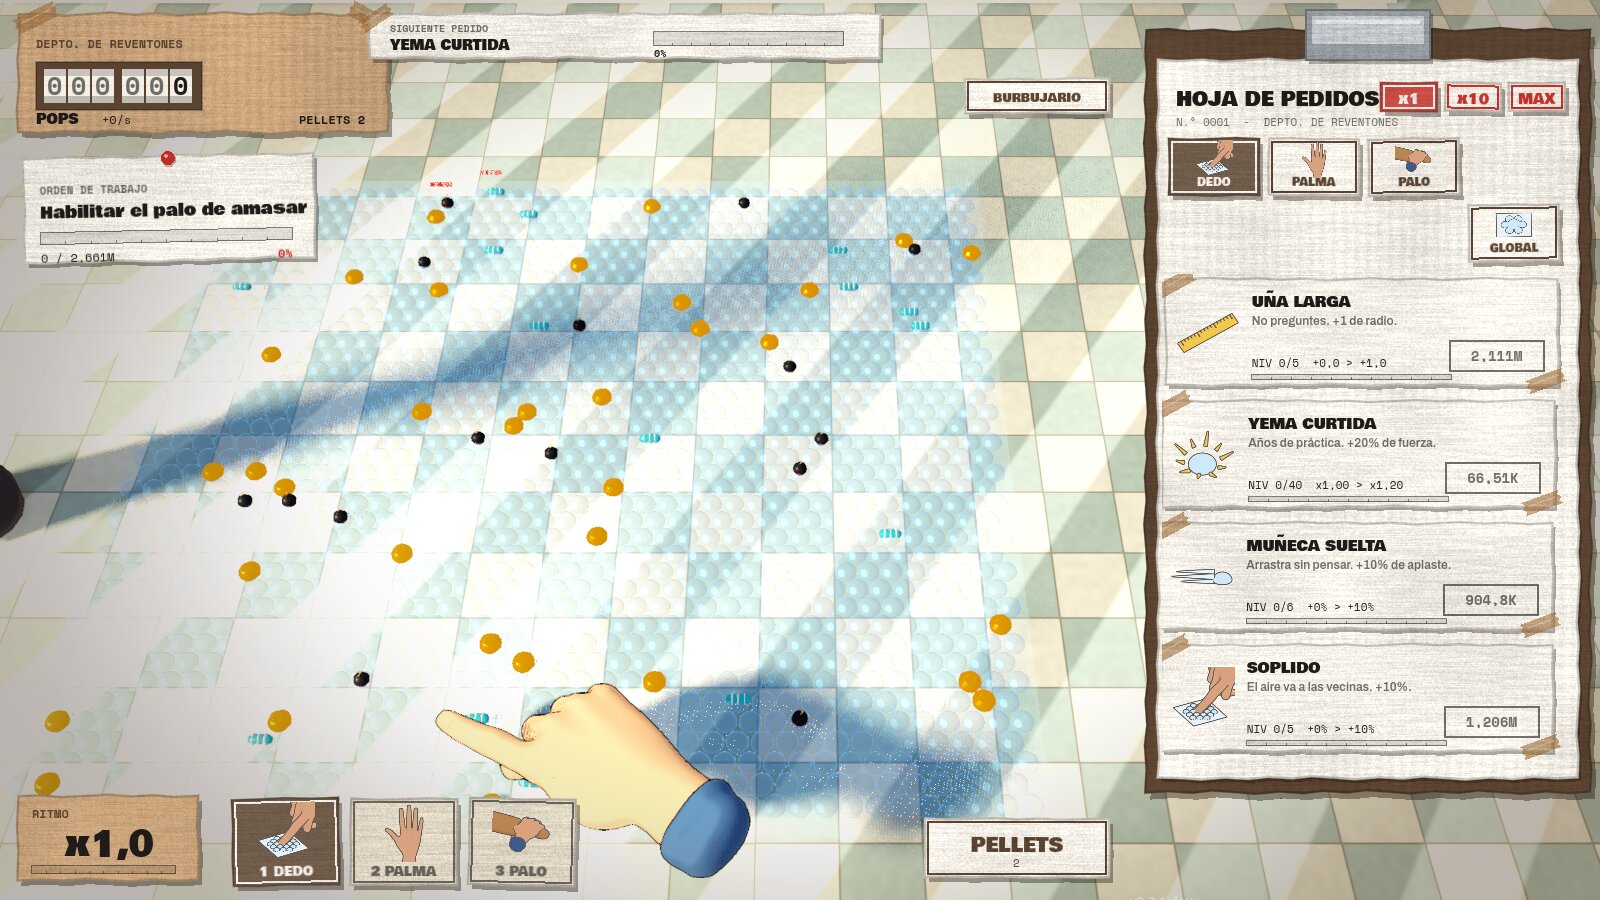 DEPTO. DE REVENTONES
000 000
POPS +0/s PELLETS 2
SIGUIENTE PEDIDO
YEMA CURTIDA
0%
ORDEN DE TRABAJO
Habilitar el palo de amasar
0 / 2,661M 0%
BURBUJARIO
HOJA DE PEDIDOS x1 x10 MAX
N.° 0001 - DEPTO. DE REVENTONES
DEDO PALMA PALO
GLOBAL
UÑA LARGA
No preguntes. +1 de radio.
NIV 0/5 +0,0 > +1,0
2,111M
YEMA CURTIDA
Años de práctica. +20% de fuerza.
NIV 0/40 x1,00 > x1,20
66,51K
MUÑECA SUELTA
Arrastra sin pensar. +10% de aplaste.
NIV 0/6 +0% > +10%
904,8K
SOPLIDO
El aire va a las vecinas. +10%.
NIV 0/5 +0% > +10%
1,206M
RITMO
x1,0
1 DEDO
2 PALMA
3 PALO
PELLETS
2